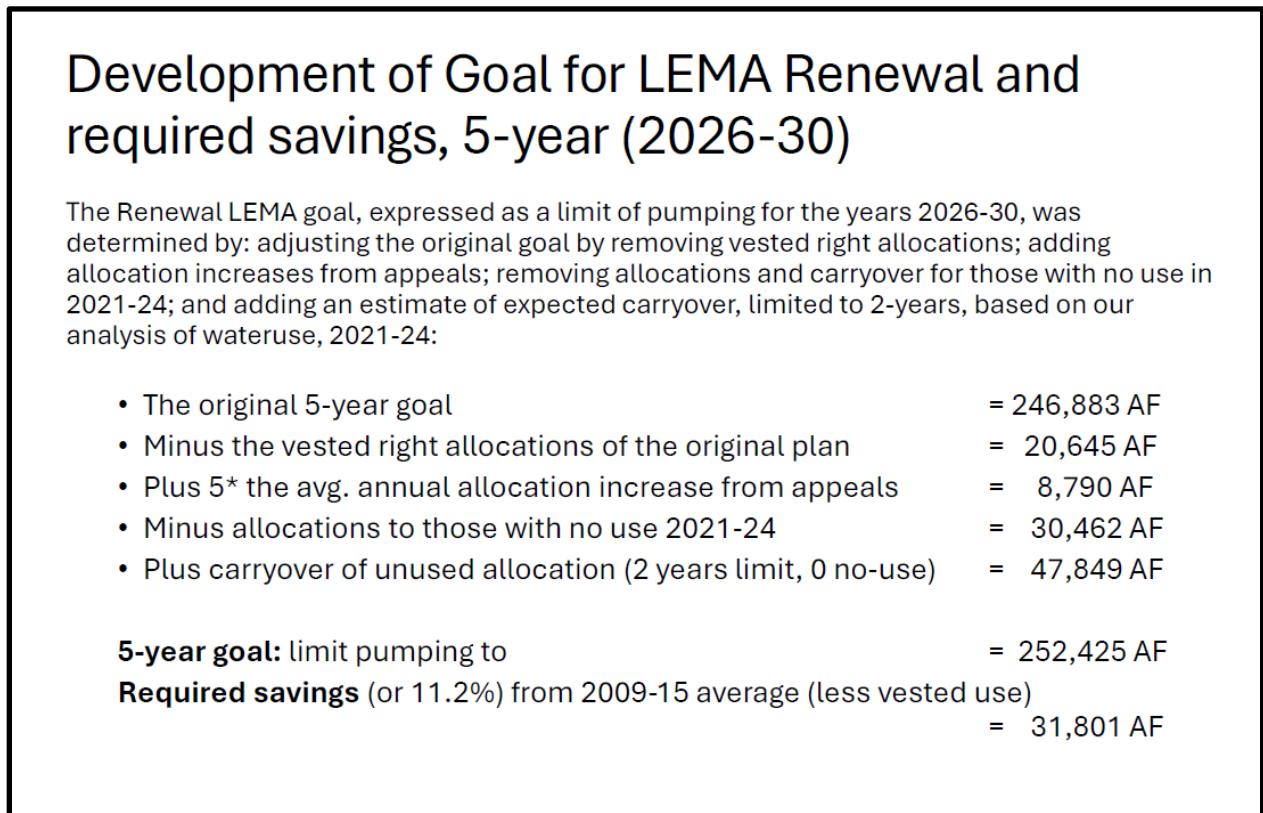 Development of Goal for LEMA Renewal and
required savings, 5-year (2026-30)
The Renewal LEMA goal, expressed as a limit of pumping for the years 2026-30, was
determined by: adjusting the original goal by removing vested right allocations; adding
allocation increases from appeals; removing allocations and carryover for those with no use in
2021-24; and adding an estimate of expected carryover, limited to 2-years, based on our
analysis of wateruse, 2021-24:
• The original 5-year goal = 246,883 AF
• Minus the vested right allocations of the original plan = 20,645 AF
• Plus 5* the avg. annual allocation increase from appeals = 8,790 AF
• Minus allocations to those with no use 2021-24 = 30,462 AF
• Plus carryover of unused allocation (2 years limit, 0 no-use) = 47,849 AF
5-year goal: limit pumping to = 252,425 AF
Required savings (or 11.2%) from 2009-15 average (less vested use)
= 31,801 AF